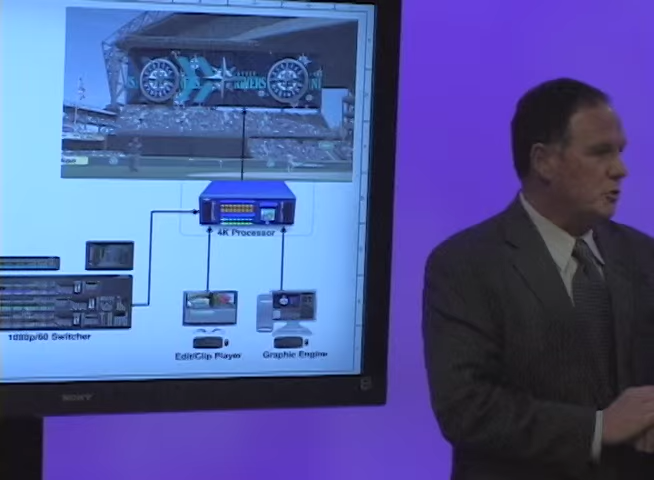 4K Processor
1080p/60 Switcher
Edit/Clip Player
Graphic Engine
SONY